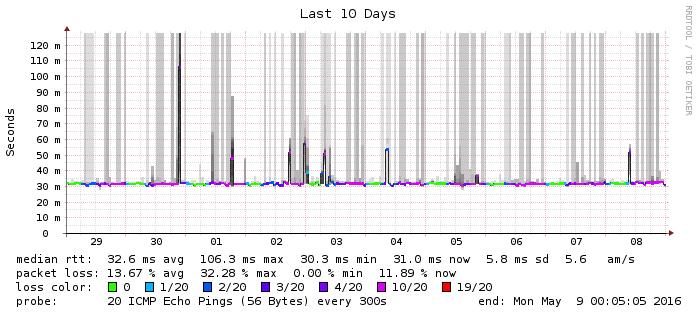 Last 10 Days
RRDTOOL / TOBI OETIKER
Seconds
120 m
110 m
100 m
90 m
80 m
70 m
60 m
50 m
40 m
30 m
20 m
10 m
0
29 30 01 02 03 04 05 06 07 08
median rtt: 32.6 ms avg 106.3 ms max 30.3 ms min 31.0 ms now 5.8 ms sd 5.6 am/s
packet loss: 13.67 % avg 32.28 % max 0.00 % min 11.89 % now
loss color: 0 1/20 2/20 3/20 4/20 10/20 19/20
probe: 20 ICMP Echo Pings (56 Bytes) every 300s end: Mon May 9 00:05:05 2016